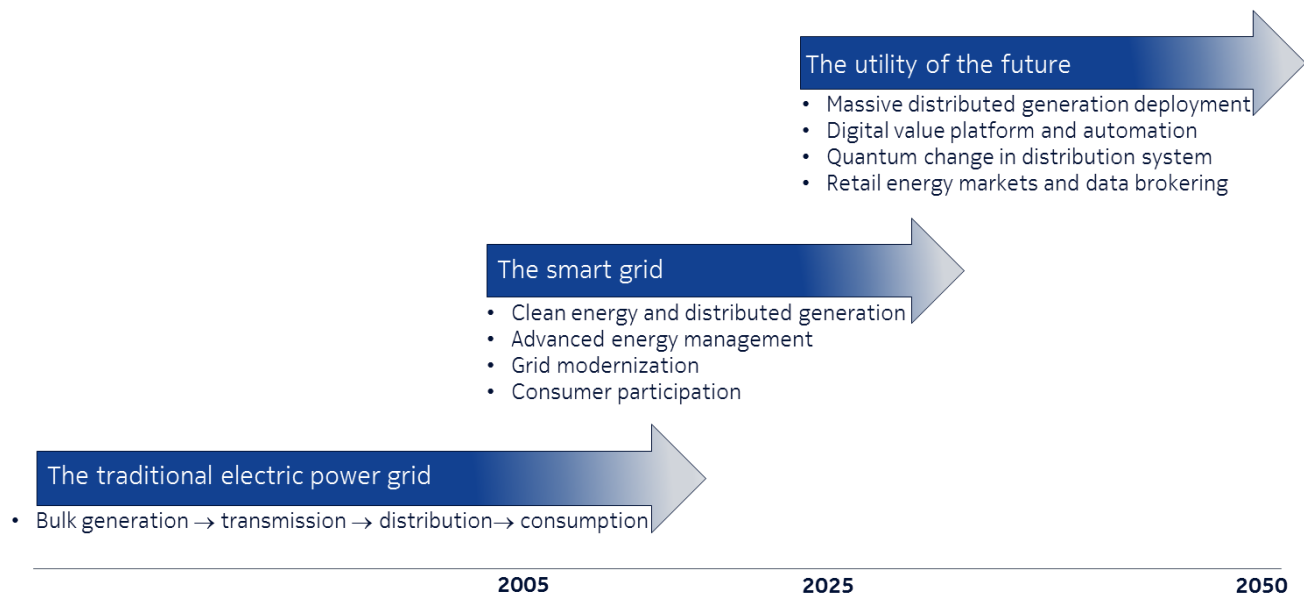 The utility of the future
• Massive distributed generation deployment
• Digital value platform and automation
• Quantum change in distribution system
• Retail energy markets and data brokering
The smart grid
• Clean energy and distributed generation
• Advanced energy management
• Grid modernization
• Consumer participation
The traditional electric power grid
• Bulk generation → transmission → distribution→ consumption
2005 2025 2050